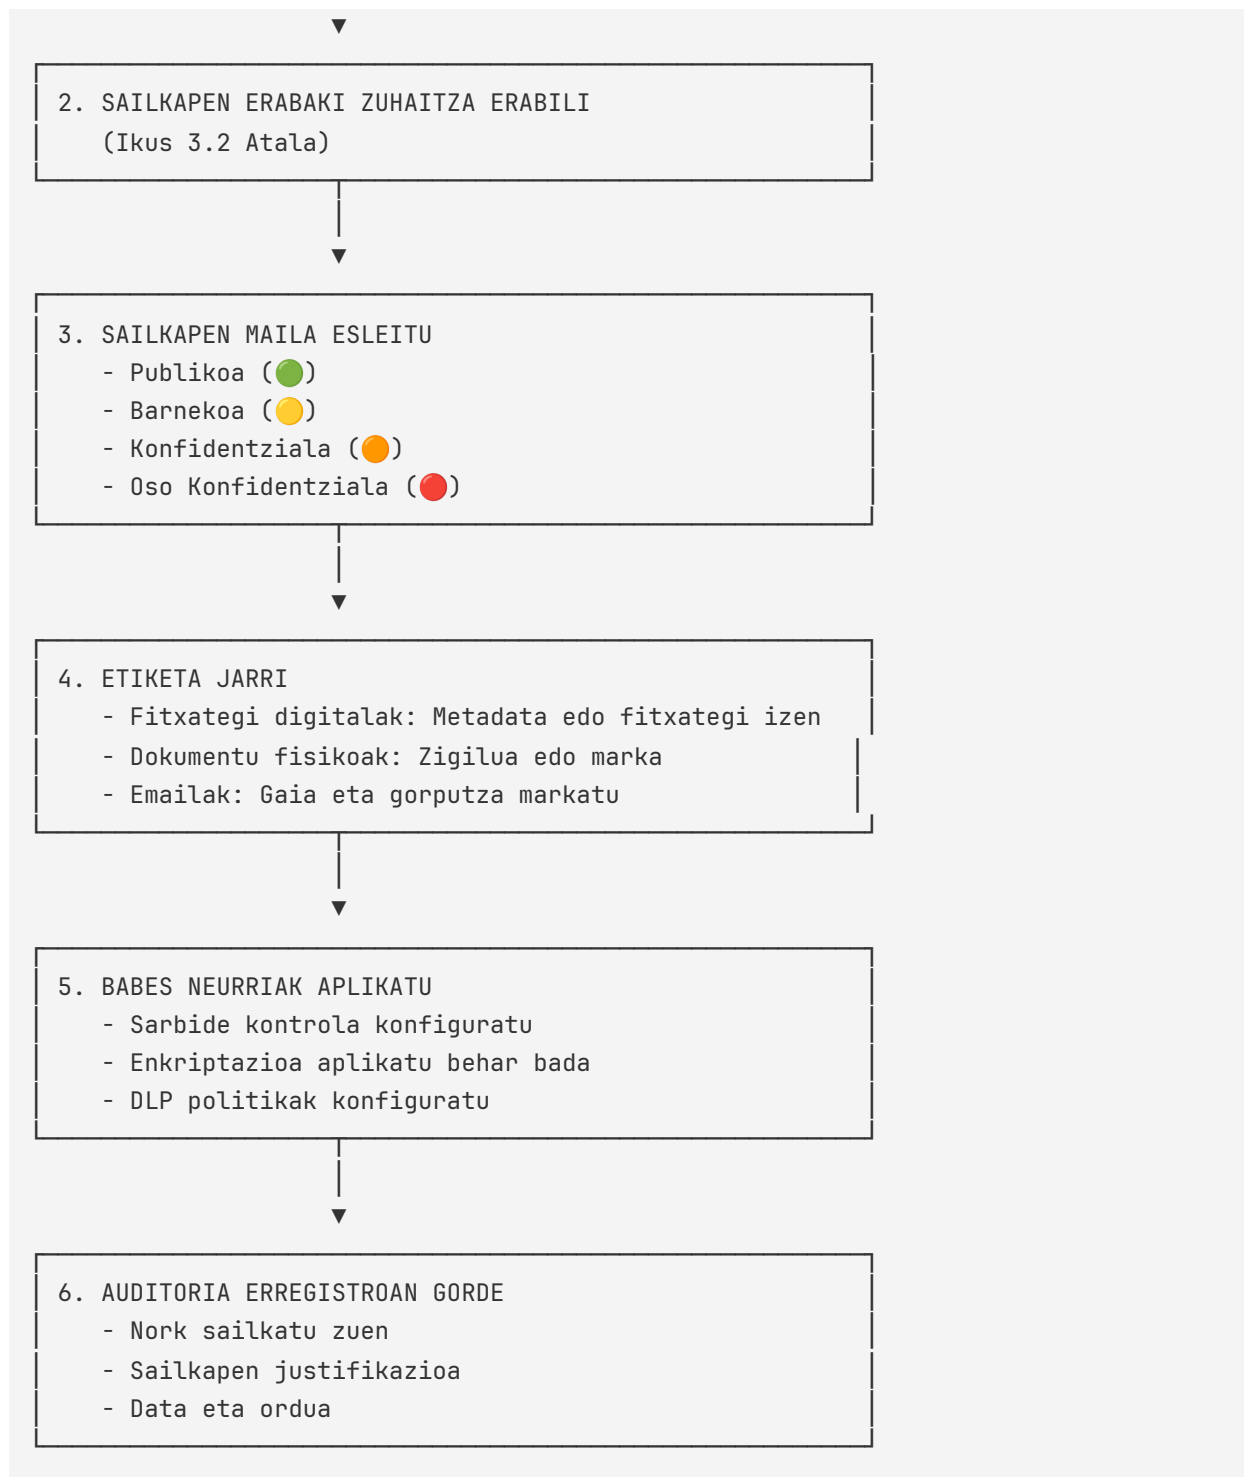 2. SAILKAPEN ERABAKI ZUHAITZA ERABILI
(Ikus 3.2 Atala)
3. SAILKAPEN MAILA ESLEITU
- Publikoa (🟢)
- Barnekoa (🟡)
- Konfidentziala (🟠)
- Oso Konfidentziala (🔴)
4. ETIKETA JARRI
- Fitxategi digitalak: Metadata edo fitxategi izen
- Dokumentu fisikoak: Zigilua edo marka
- Emailak: Gaia eta gorputza markatu
5. BABES NEURRIAK APLIKATU
- Sarbide kontrola konfiguratu
- Enkriptazioa aplikatu behar bada
- DLP politikak konfiguratu
6. AUDITORIA ERREGISTROAN GORDE
- Nork sailkatu zuen
- Sailkapen justifikazioa
- Data eta ordua